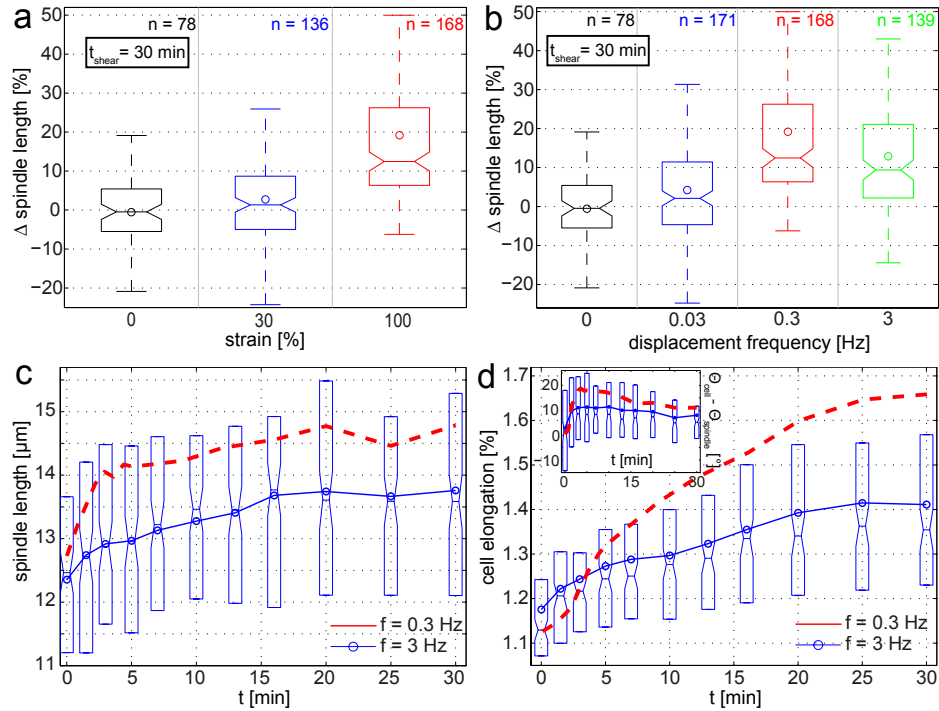 a
n = 78
n = 136
n = 168
t_shear = 30 min
Δ spindle length [%]
50
40
30
20
10
0
−10
−20
0
30
100
strain [%]
b
n = 78
n = 171
n = 168
n = 139
t_shear = 30 min
Δ spindle length [%]
50
40
30
20
10
0
−10
−20
0
0.03
0.3
3
displacement frequency [Hz]
c
spindle length [µm]
15
14
13
12
11
0
5
10
15
20
25
30
t [min]
f = 0.3 Hz
f = 3 Hz
d
cell elongation [%]
1.7
1.6
1.5
1.4
1.3
1.2
1.1
0
5
10
15
20
25
30
t [min]
f = 0.3 Hz
f = 3 Hz
20
10
0
−10
0
15
30
t [min]
Θ_cell - Θ_spindle [°]